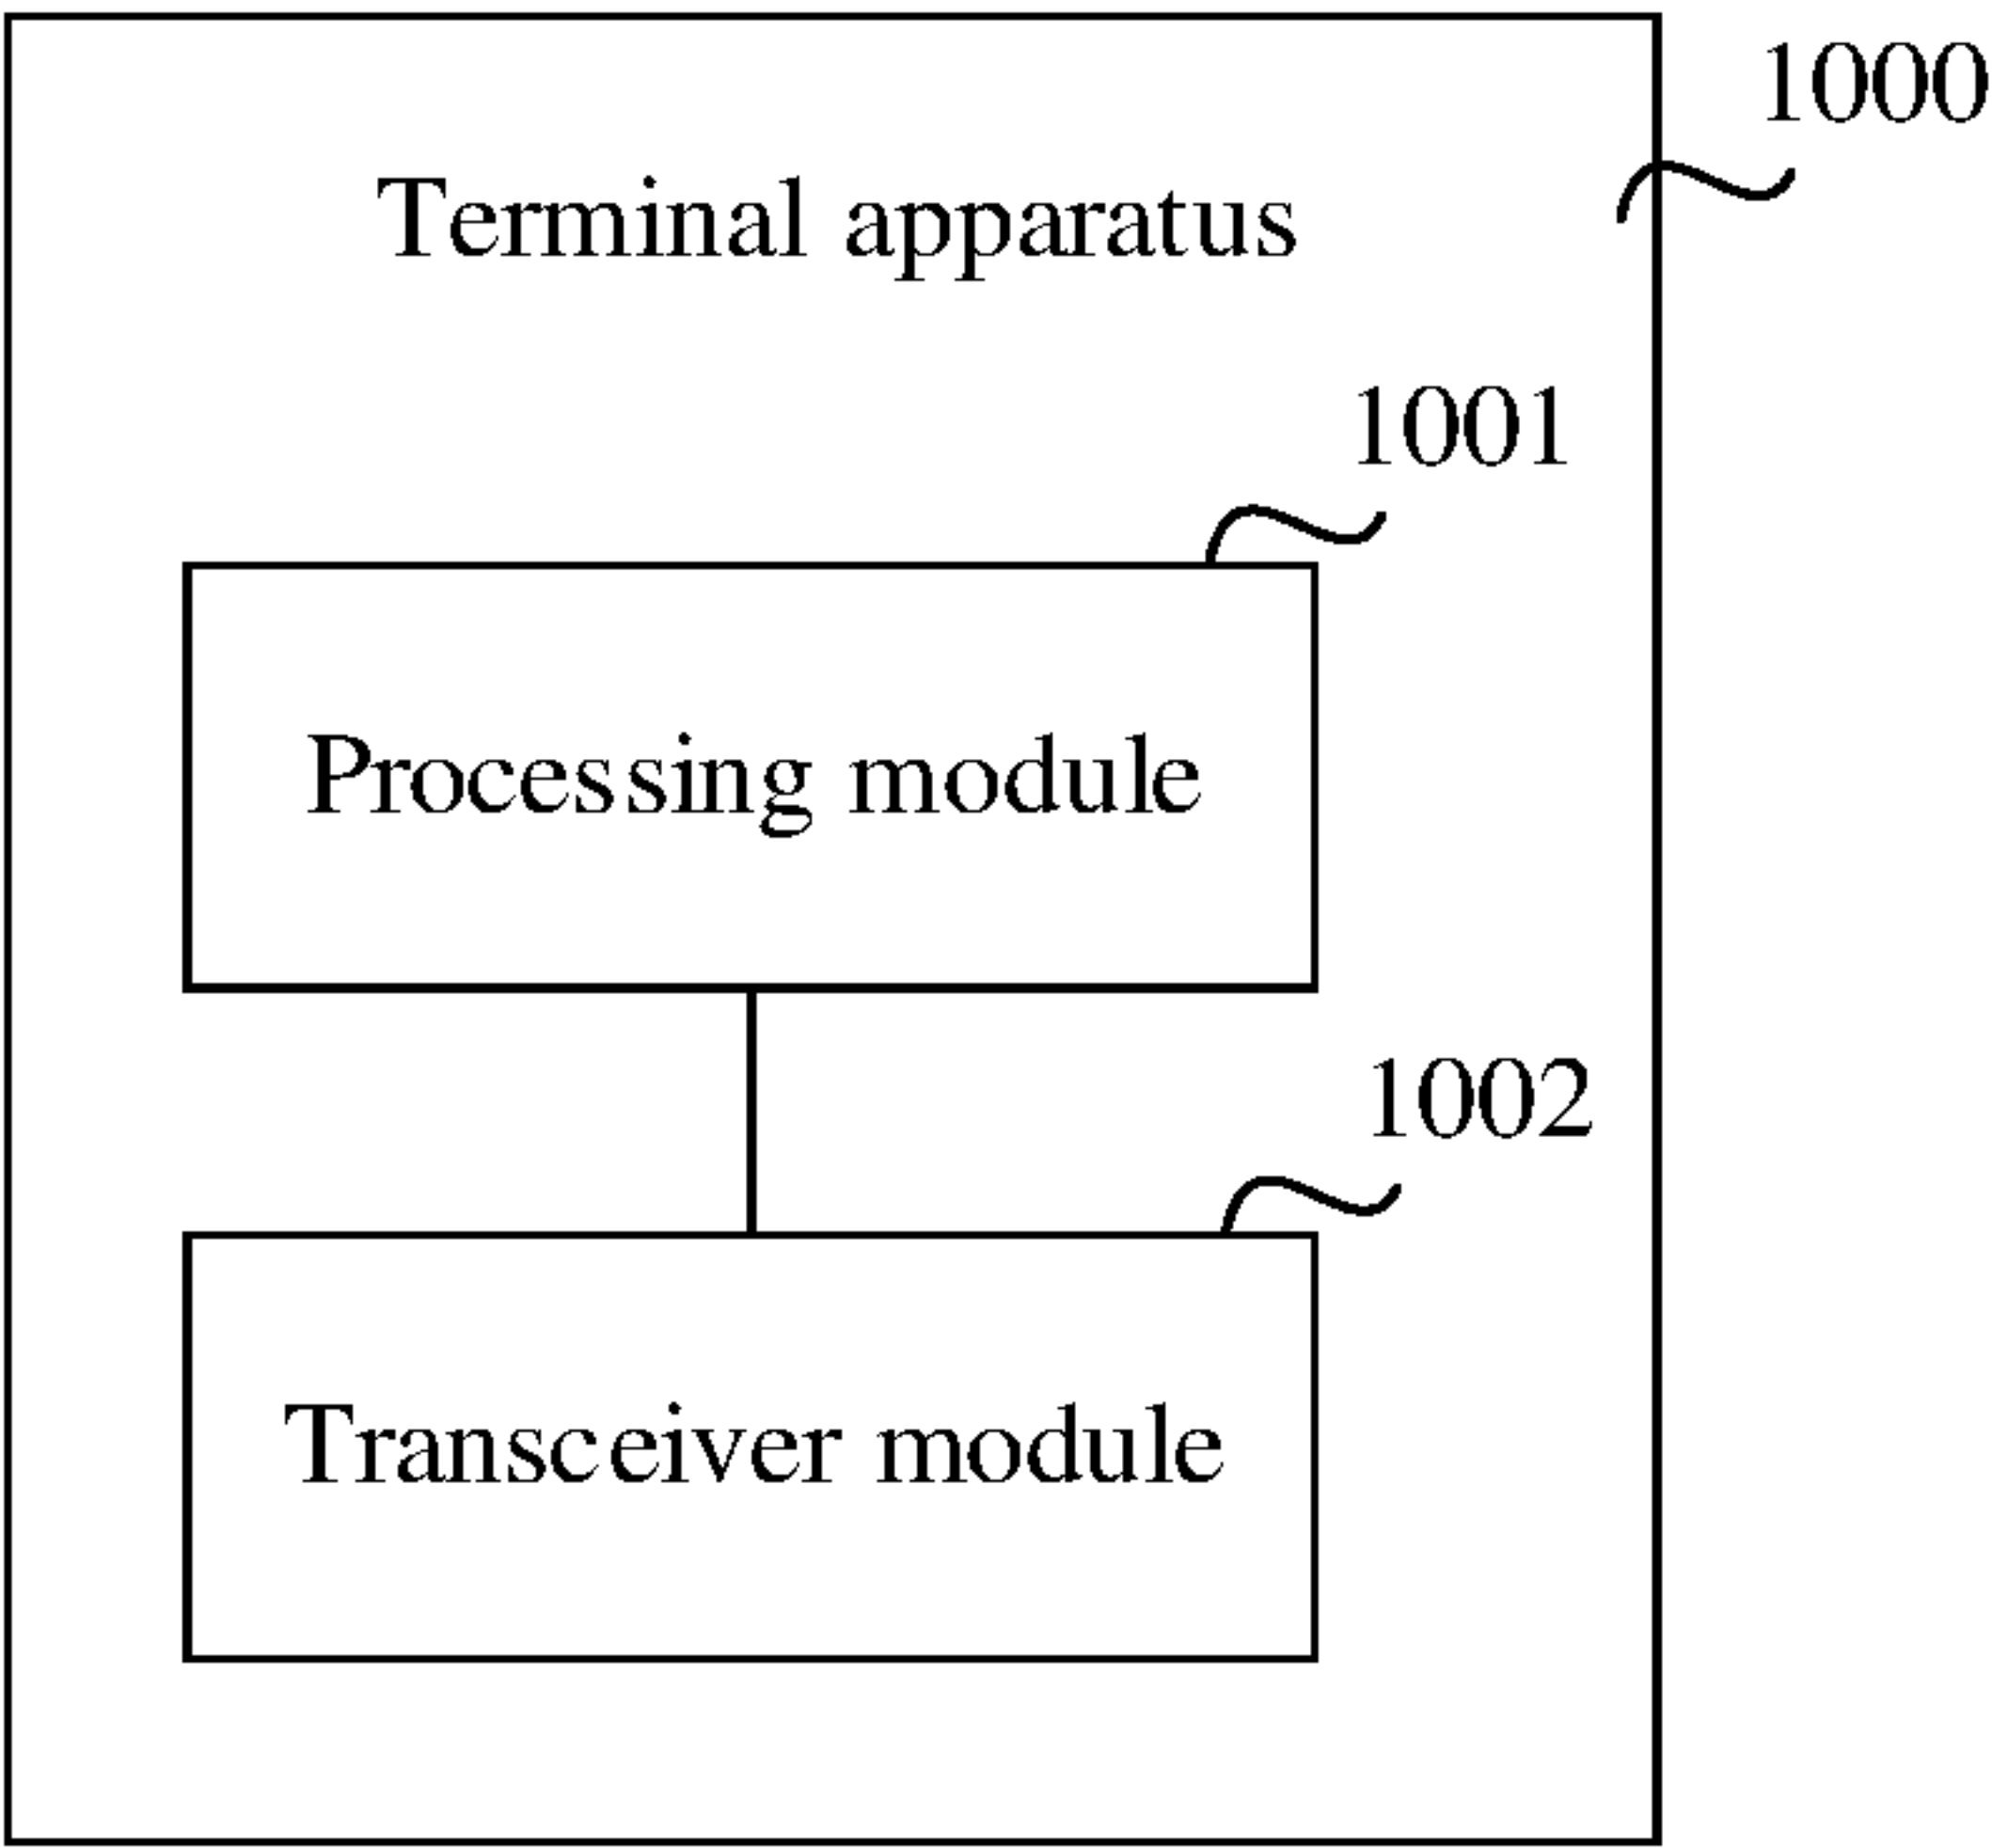 1000
Terminal apparatus
1001
Processing module
1002
Transceiver module